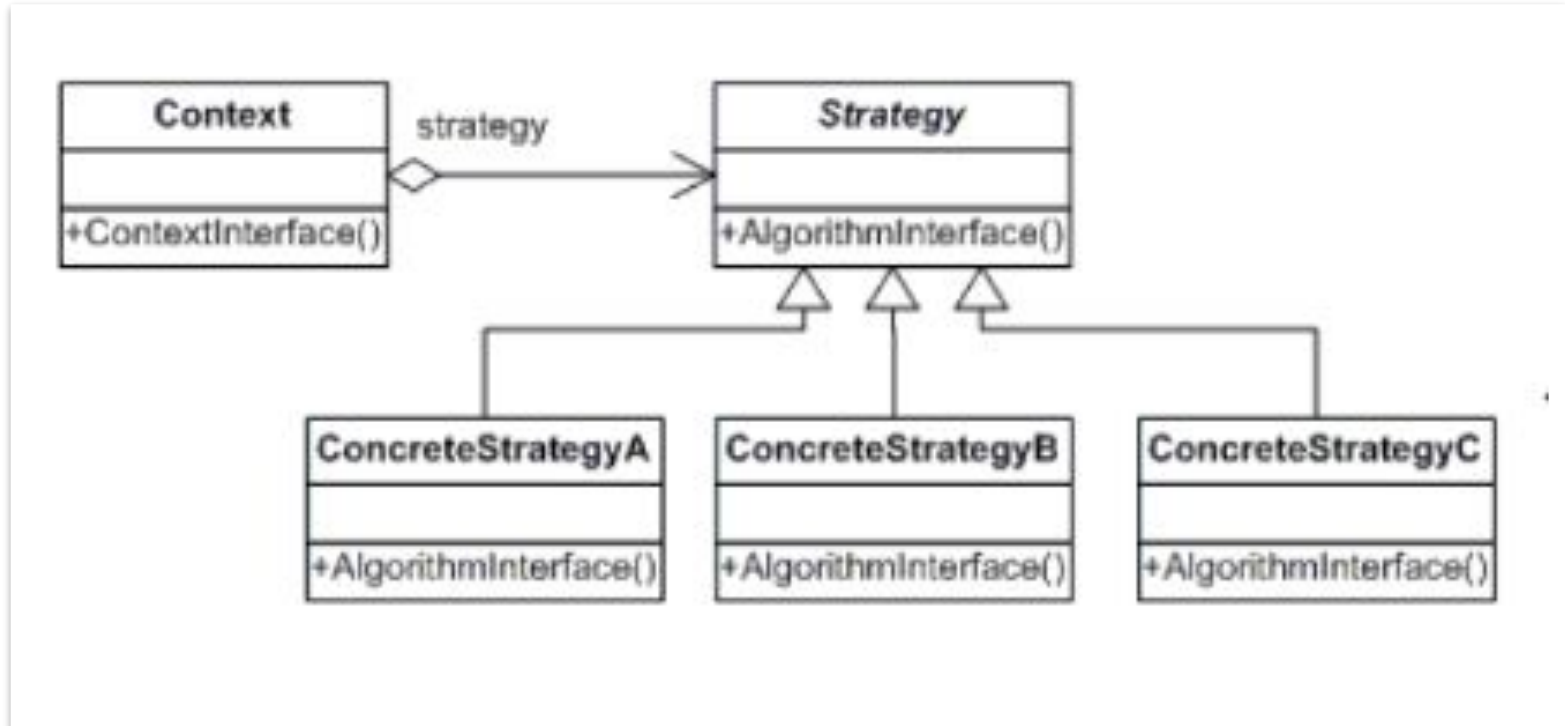 Context
strategy
Strategy
+ContextInterface()
+AlgorithmInterface()
ConcreteStrategyA
ConcreteStrategyB
ConcreteStrategyC
+AlgorithmInterface()
+AlgorithmInterface()
+AlgorithmInterface()